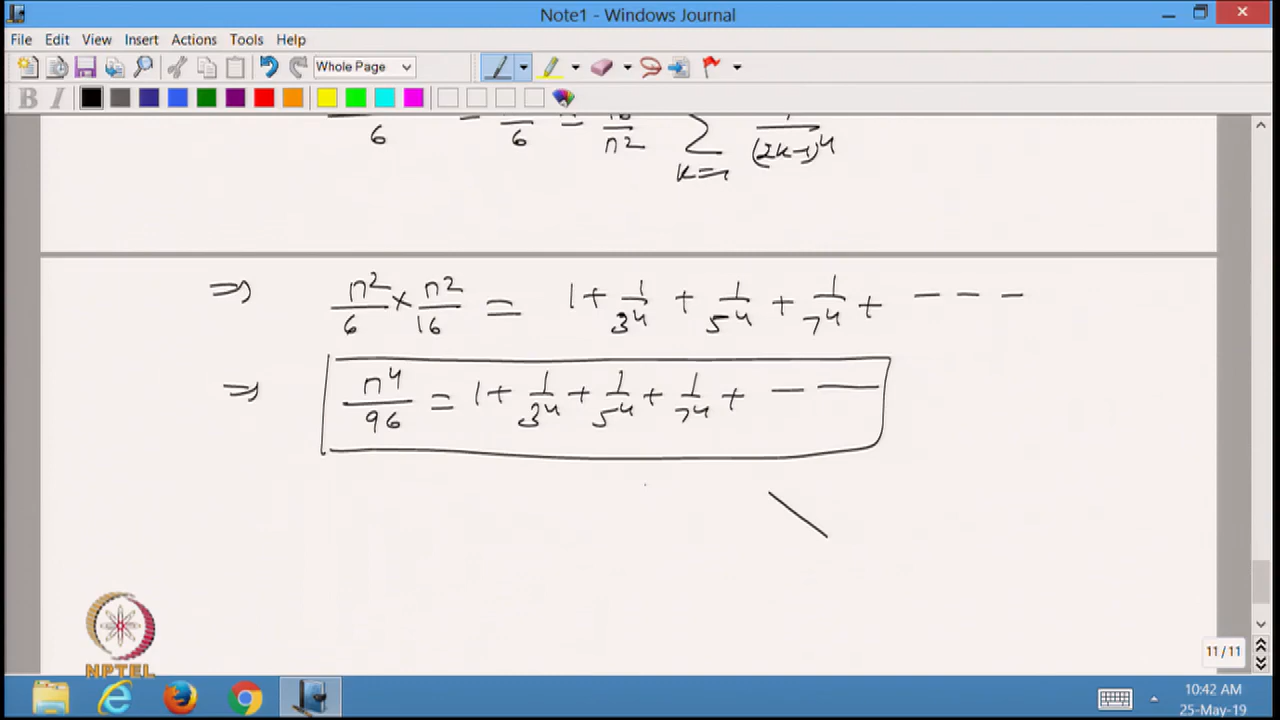 Note1 - Windows Journal
File Edit View Insert Actions Tools Help
Whole Page
B I
6 = 6 = n² Σ k=1 (2k-1)⁴
⇒ π²/6 × π²/16 = 1 + 1/3⁴ + 1/5⁴ + 1/7⁴ + - - -
⇒ π⁴/96 = 1 + 1/3⁴ + 1/5⁴ + 1/7⁴ + - -
NPTEL
11 / 11
10:42 AM
25-May-19